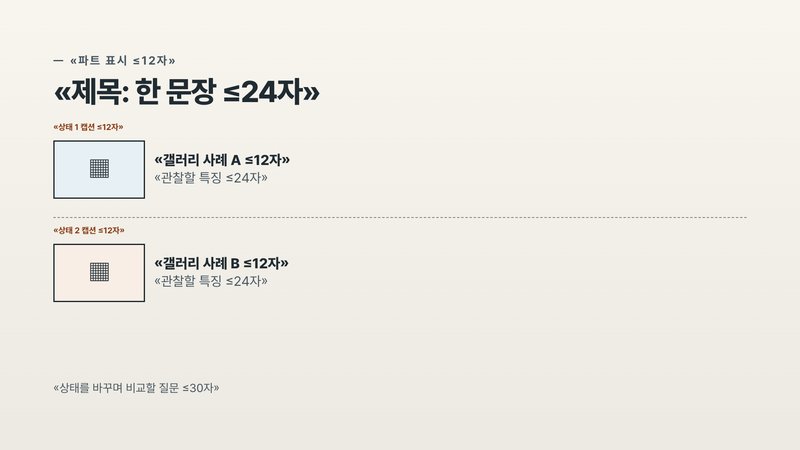 — «파트 표시 ≤12자»
«제목: 한 문장 ≤24자»
«상태 1 캡션 ≤12자»
«갤러리 사례 A ≤12자»
«관찰할 특징 ≤24자»
«상태 2 캡션 ≤12자»
«갤러리 사례 B ≤12자»
«관찰할 특징 ≤24자»
«상태를 바꾸며 비교할 질문 ≤30자»